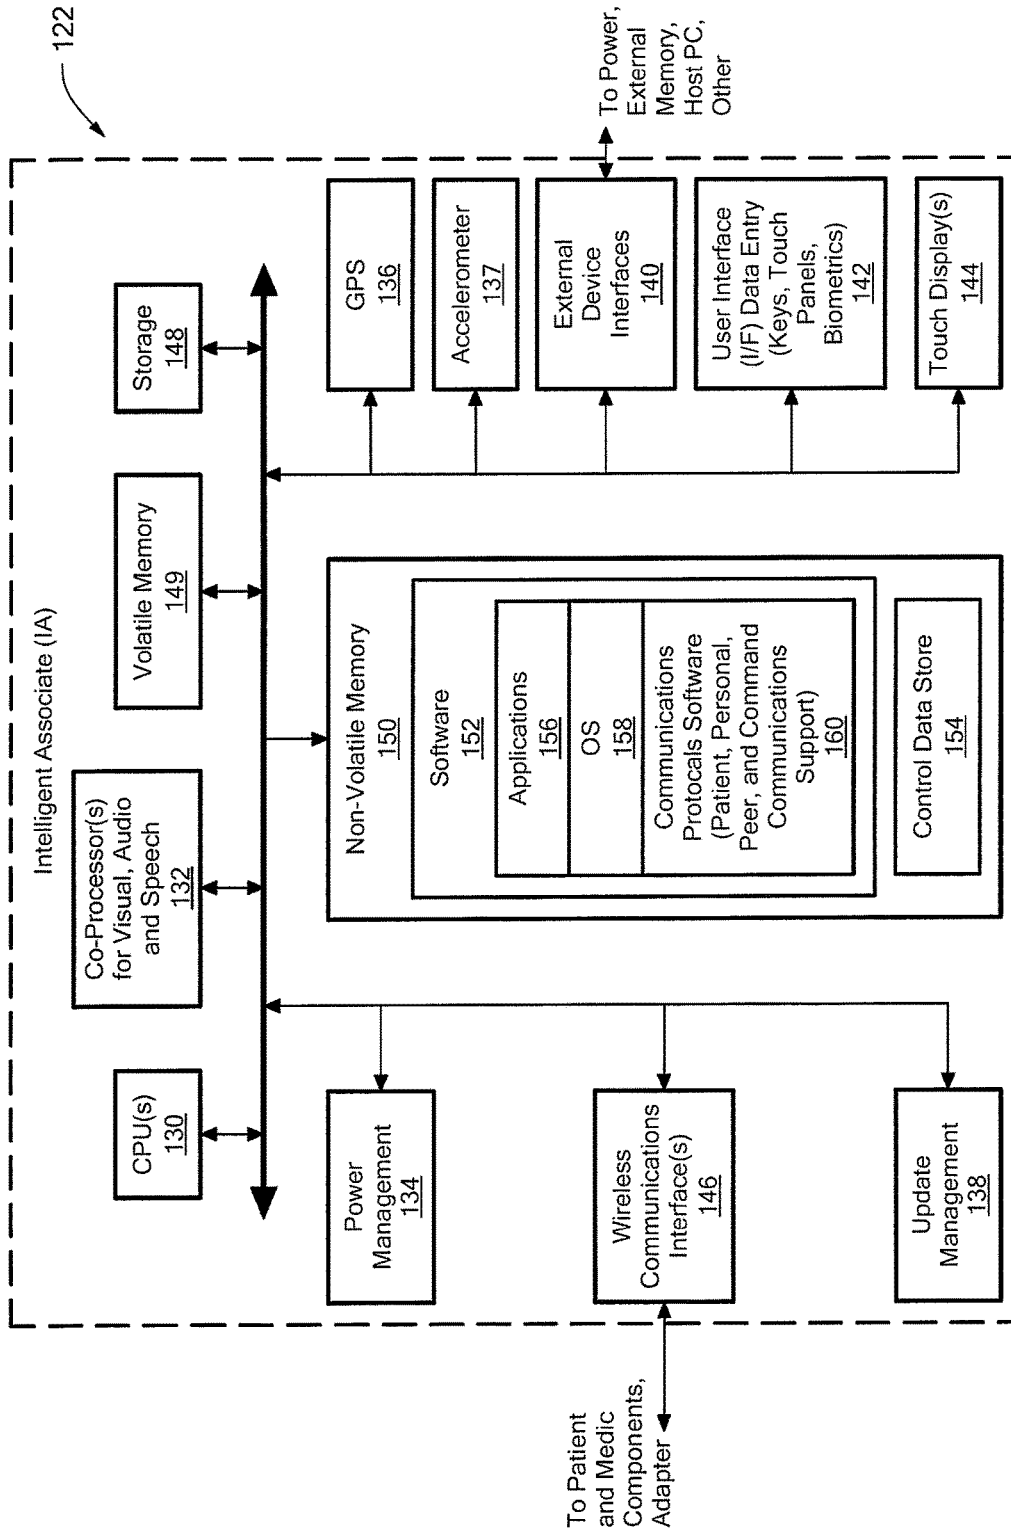 122
Intelligent Associate (IA)
CPU(s)
130
Co-Processor(s)
for Visual, Audio
and Speech
132
Volatile Memory
149
Storage
148
Power
Management
134
Wireless
Communications
Interface(s)
146
Update
Management
138
To Patient
and Medic
Components,
Adapter
Non-Volatile Memory
150
Software
152
Applications
156
OS
158
Communications
Protocals Software
(Patient, Personal,
Peer, and Command
Communications
Support)
160
Control Data Store
154
GPS
136
Accelerometer
137
External
Device
Interfaces
140
User Interface
(I/F) Data Entry
(Keys, Touch
Panels,
Biometrics)
142
Touch Display(s)
144
To Power,
External
Memory,
Host PC,
Other